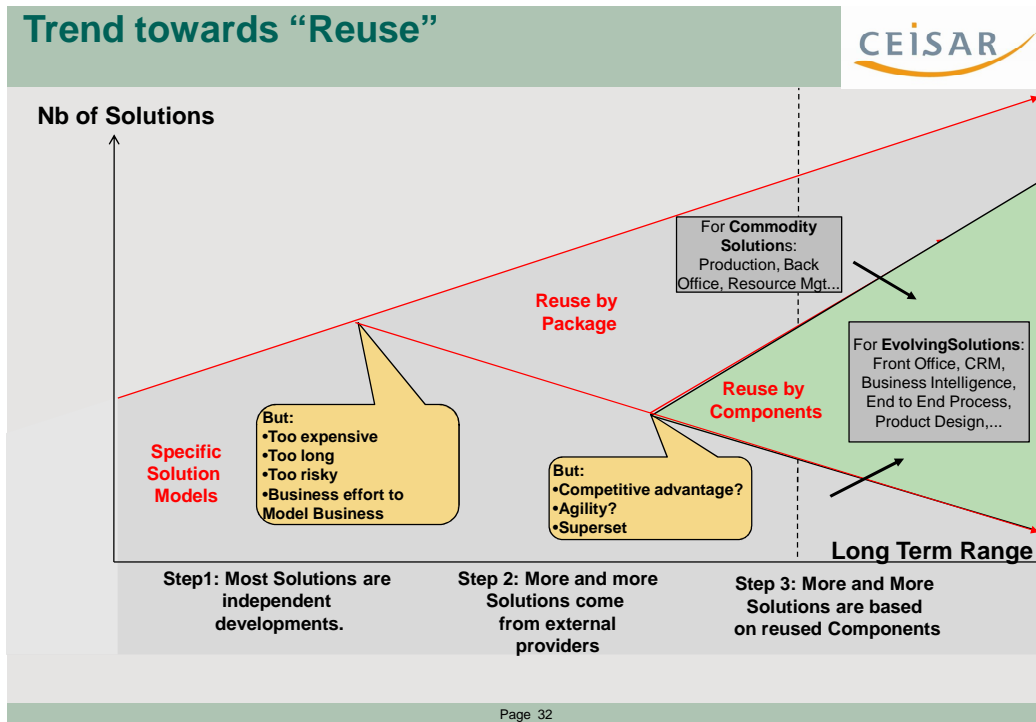 Trend towards “Reuse”
CEiSAR
Nb of Solutions
For Commodity
Solutions:
Production, Back
Office, Resource Mgt...
Reuse by
Package
For EvolvingSolutions:
Front Office, CRM,
Business Intelligence,
End to End Process,
Product Design,...
Reuse by
Components
But:
•Too expensive
•Too long
•Too risky
•Business effort to
Model Business
Specific
Solution
Models
But:
•Competitive advantage?
•Agility?
•Superset
Long Term Range
Step1: Most Solutions are
independent
developments.
Step 2: More and more
Solutions come
from external
providers
Step 3: More and More
Solutions are based
on reused Components
Page 32